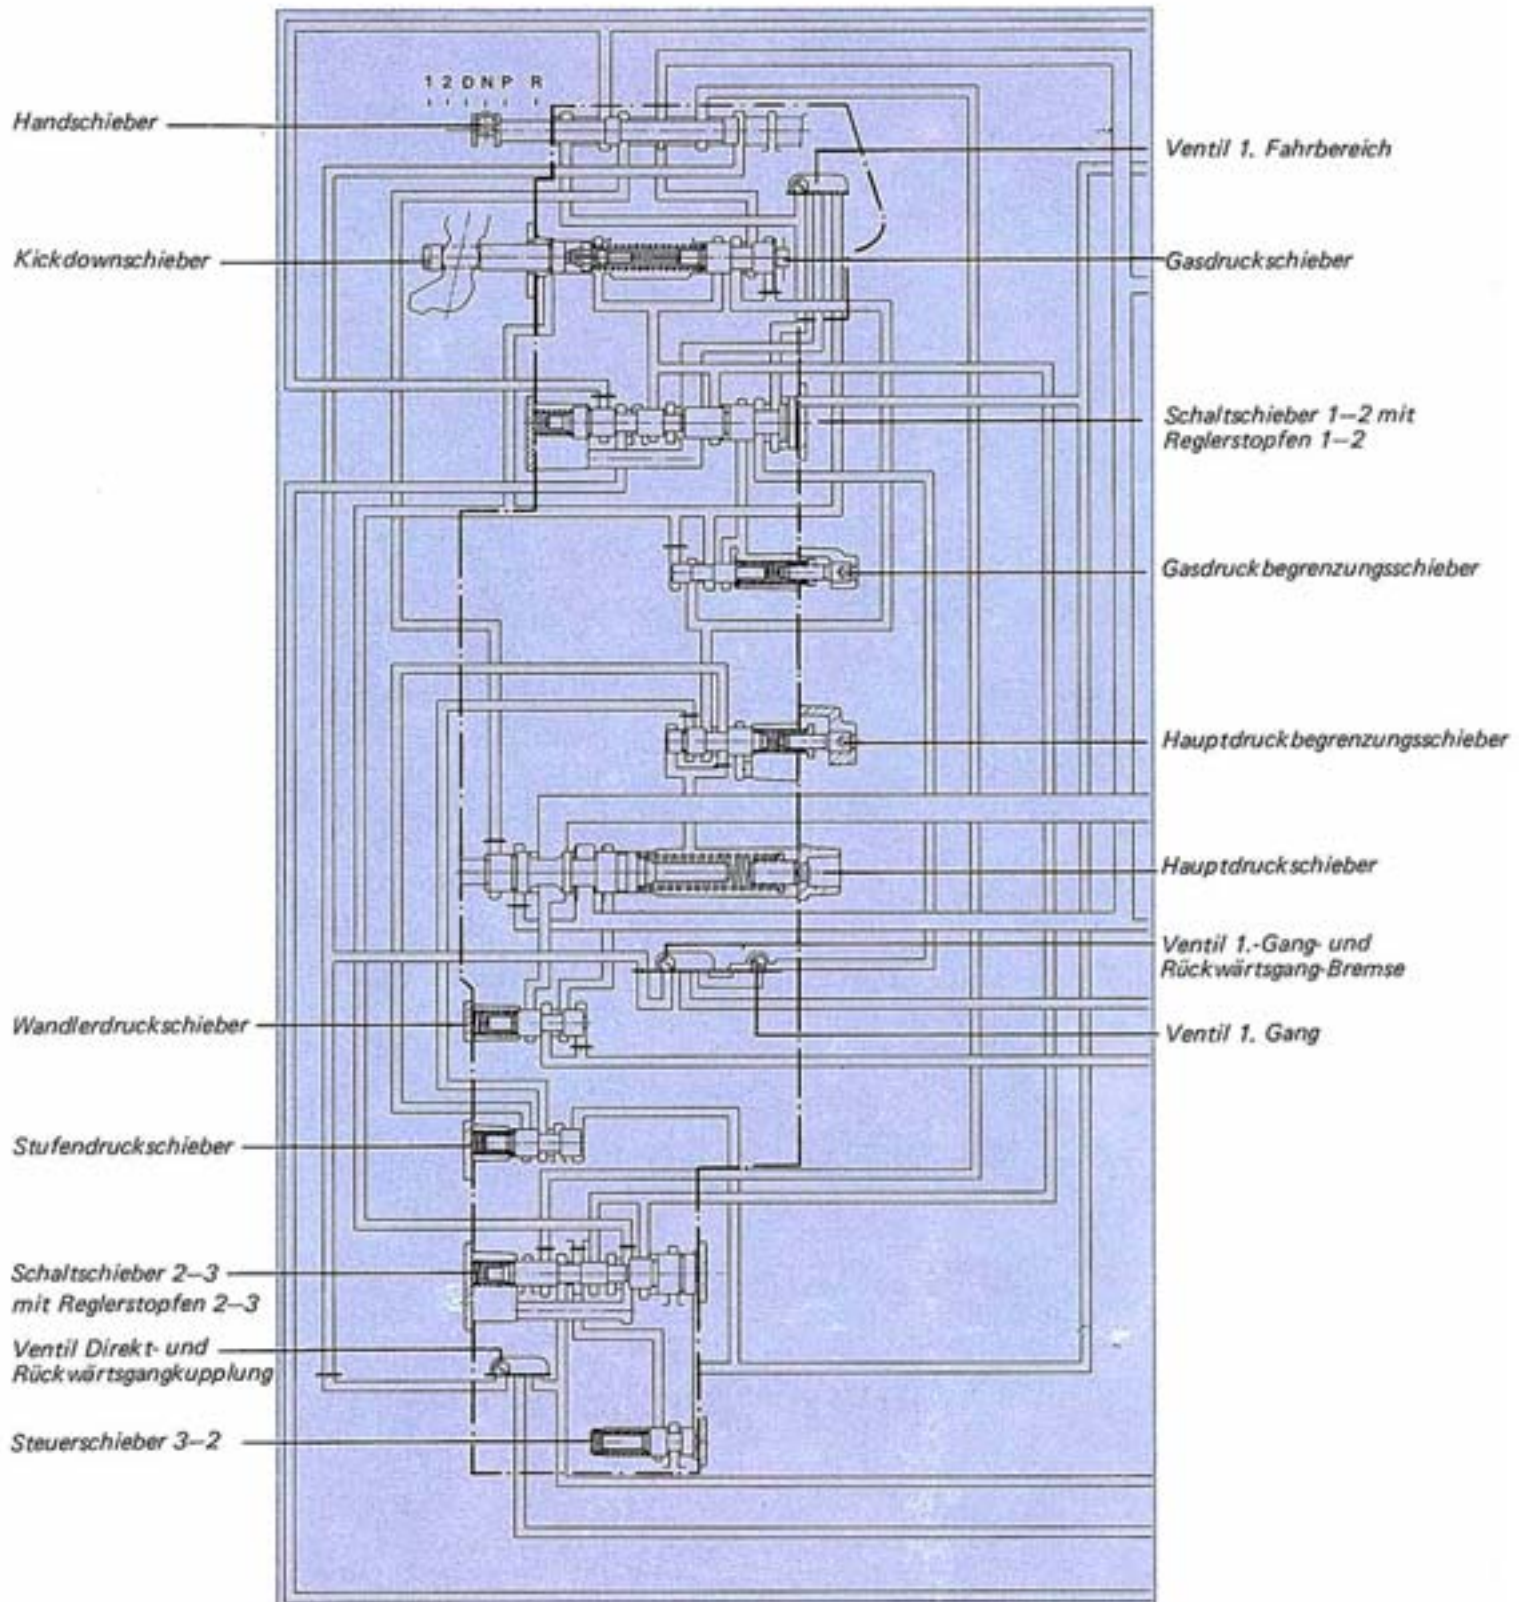 1 2 D N P R
Handschieber
Ventil 1. Fahrbereich
Kickdownschieber
Gasdruckschieber
Schaltschieber 1–2 mit
Reglerstopfen 1–2
Gasdruckbegrenzungsschieber
Hauptdruckbegrenzungsschieber
Hauptdruckschieber
Ventil 1.-Gang- und
Rückwärtsgang-Bremse
Wandlerdruckschieber
Ventil 1. Gang
Stufendruckschieber
Schaltschieber 2–3
mit Reglerstopfen 2–3
Ventil Direkt- und
Rückwärtsgangkupplung
Steuerschieber 3–2